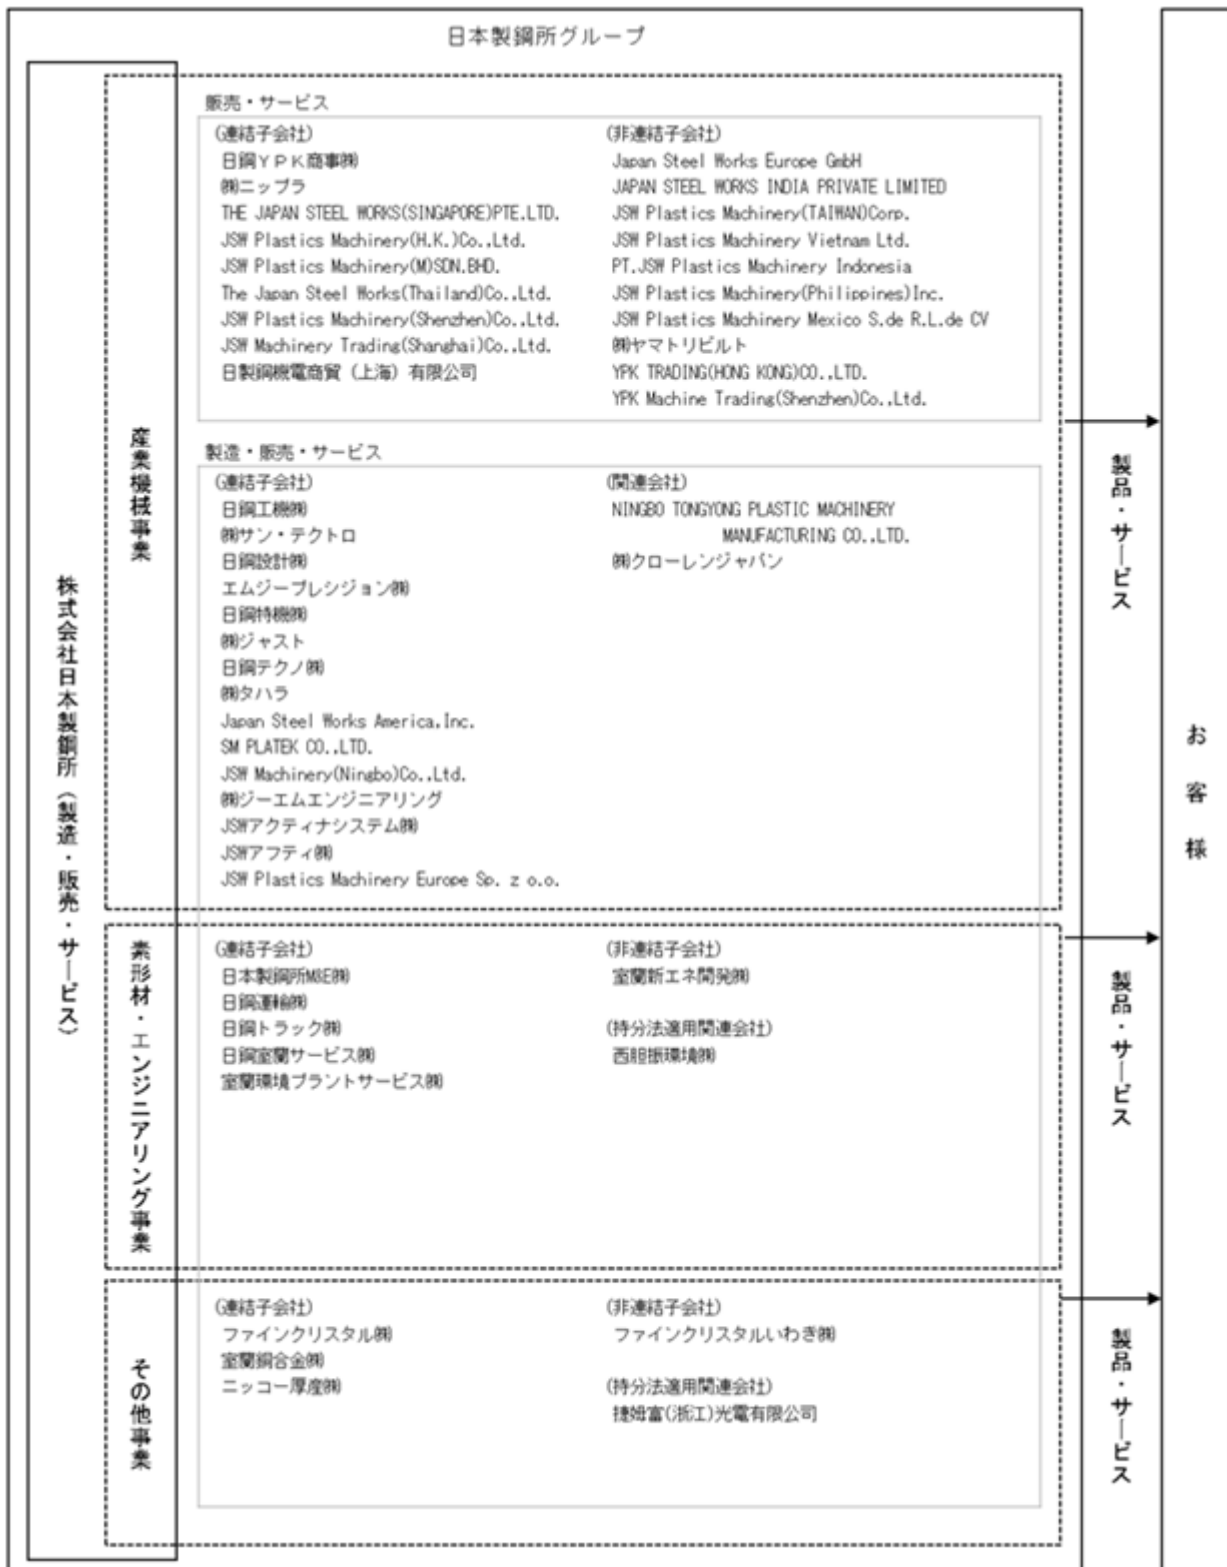 日本製鋼所グループ
株式会社日本製鋼所（製造・販売・サービス）
産業機械事業
販売・サービス
(連結子会社)
日鋼ＹＰＫ商事㈱
㈱ニップラ
THE JAPAN STEEL WORKS(SINGAPORE)PTE.LTD.
JSW Plastics Machinery(H.K.)Co.,Ltd.
JSW Plastics Machinery(M)SDN.BHD.
The Japan Steel Works(Thailand)Co.,Ltd.
JSW Plastics Machinery(Shenzhen)Co.,Ltd.
JSW Machinery Trading(Shanghai)Co.,Ltd.
日製鋼機電商貿（上海）有限公司
(非連結子会社)
Japan Steel Works Europe GmbH
JAPAN STEEL WORKS INDIA PRIVATE LIMITED
JSW Plastics Machinery(TAIWAN)Corp.
JSW Plastics Machinery Vietnam Ltd.
PT.JSW Plastics Machinery Indonesia
JSW Plastics Machinery(Philippines)Inc.
JSW Plastics Machinery Mexico S.de R.L.de CV
㈱ヤマトリビルト
YPK TRADING(HONG KONG)CO.,LTD.
YPK Machine Trading(Shenzhen)Co.,Ltd.
製造・販売・サービス
(連結子会社)
日鋼工機㈱
㈱サン・テクトロ
日鋼設計㈱
エムジープレシジョン㈱
日鋼特機㈱
㈱ジャスト
日鋼テクノ㈱
㈱タハラ
Japan Steel Works America,Inc.
SM PLATEK CO.,LTD.
JSW Machinery(Ningbo)Co.,Ltd.
㈱ジーエムエンジニアリング
JSWアクティナシステム㈱
JSWアフティ㈱
JSW Plastics Machinery Europe Sp. z o.o.
(関連会社)
NINGBO TONGYONG PLASTIC MACHINERY
MANUFACTURING CO.,LTD.
㈱クローレンジャパン
製品・サービス
素形材・エンジニアリング事業
(連結子会社)
日本製鋼所M&E㈱
日鋼運輸㈱
日鋼トラック㈱
日鋼室蘭サービス㈱
室蘭環境プラントサービス㈱
(非連結子会社)
室蘭新エネ開発㈱
(持分法適用関連会社)
西胆振環境㈱
製品・サービス
その他事業
(連結子会社)
ファインクリスタル㈱
室蘭銅合金㈱
ニッコー厚産㈱
(非連結子会社)
ファインクリスタルいわき㈱
(持分法適用関連会社)
捷姆富(浙江)光電有限公司
製品・サービス
お客様